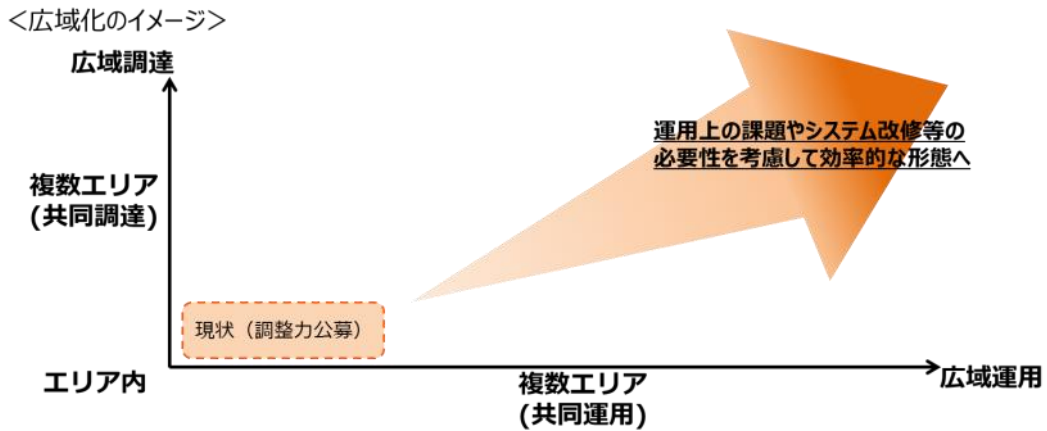 ＜広域化のイメージ＞
広域調達
運用上の課題やシステム改修等の
必要性を考慮して効率的な形態へ
複数エリア
(共同調達)
現状（調整力公募）
エリア内
複数エリア
(共同運用)
広域運用